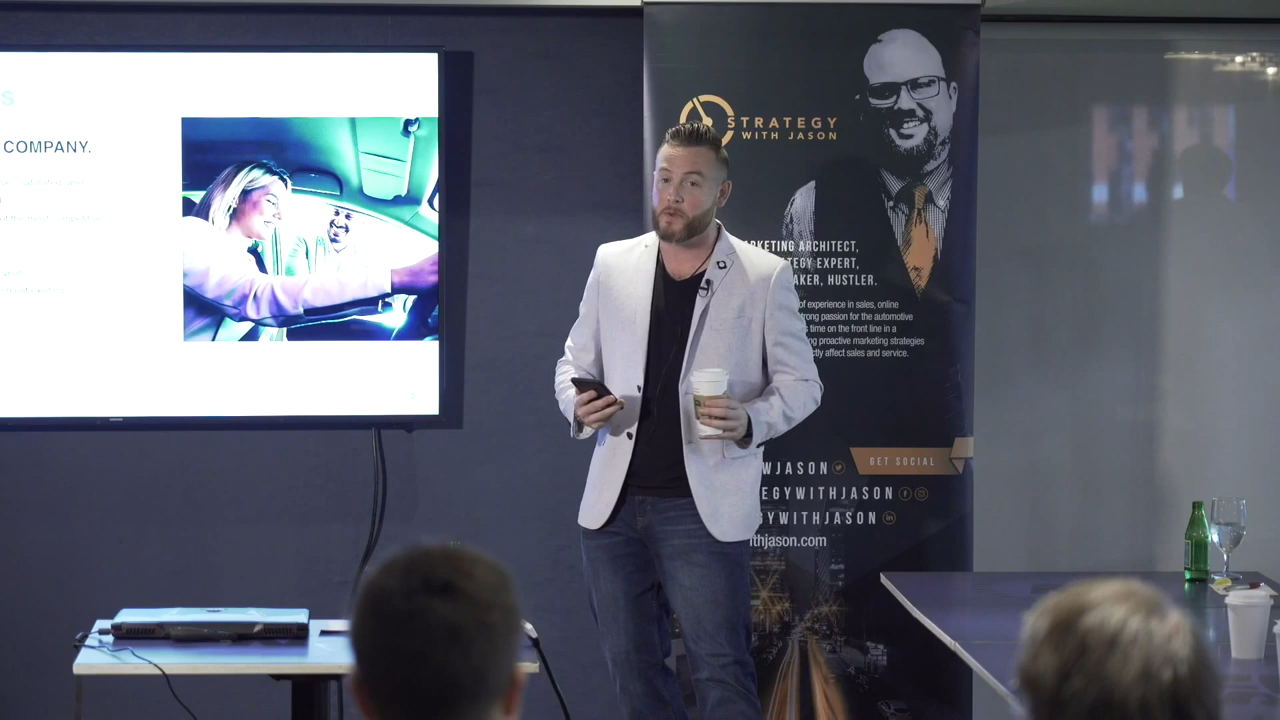 S
COMPANY.
STRATEGY
WITH JASON
RKETING ARCHITECT,
TEGY EXPERT,
AKER, HUSTLER.
of experience in sales, online
trong passion for the automotive
s time on the front line in a
ng proactive marketing strategies
ctly affect sales and service.
GET SOCIAL
WJASON
EGYWITHJASON
GYWITHJASON
ithjason.com